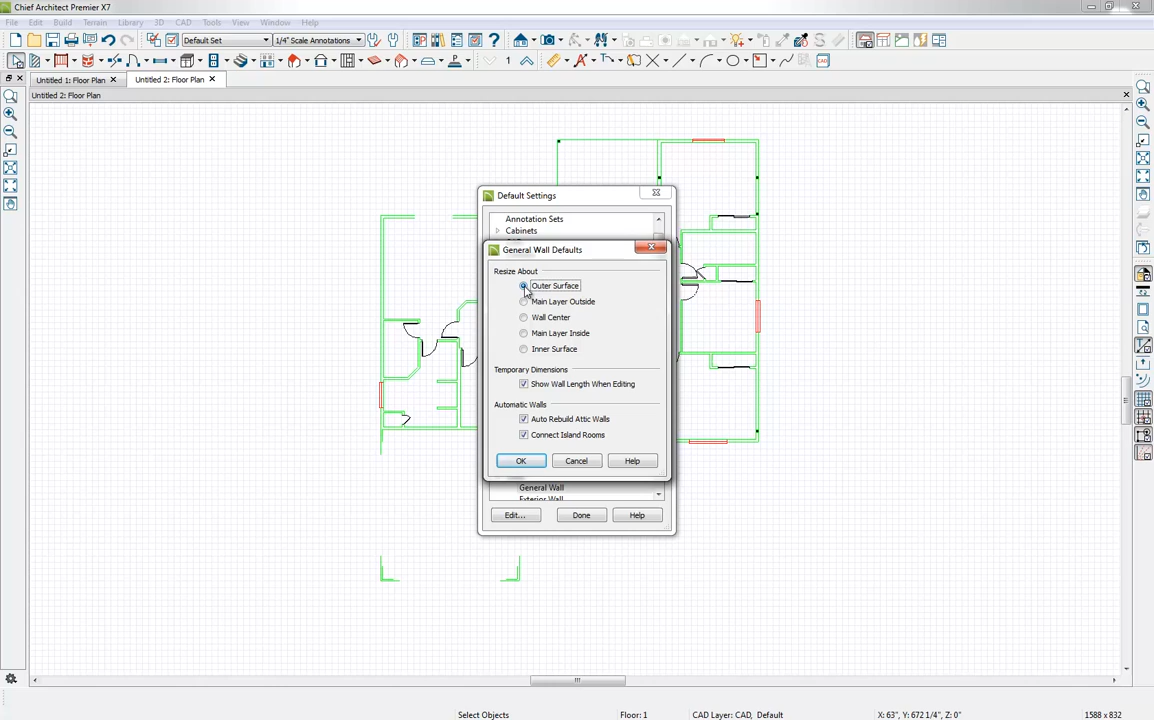 Chief Architect Premier X7
File Edit Build Terrain Library 3D CAD Tools Window Help
Default Set 1/4" Scale Annotations
1
Untitled 1: Floor Plan Untitled 2: Floor Plan
Untitled 2: Floor Plan
Default Settings
Annotation Sets
Cabinets
General Wall Defaults
Resize About
Outer Surface
Main Layer Outside
Wall Center
Main Layer Inside
Inner Surface
Temporary Dimensions
Show Wall Length When Editing
Automatic Walls
Auto Rebuild Attic Walls
Connect Island Rooms
OK Cancel Help
General Wall
Exterior Wall
Edit... Done Help
Select Objects Floor: 1 CAD Layer: CAD, Default X: 63", Y: 672 1/4", Z: 0" 1588 x 832